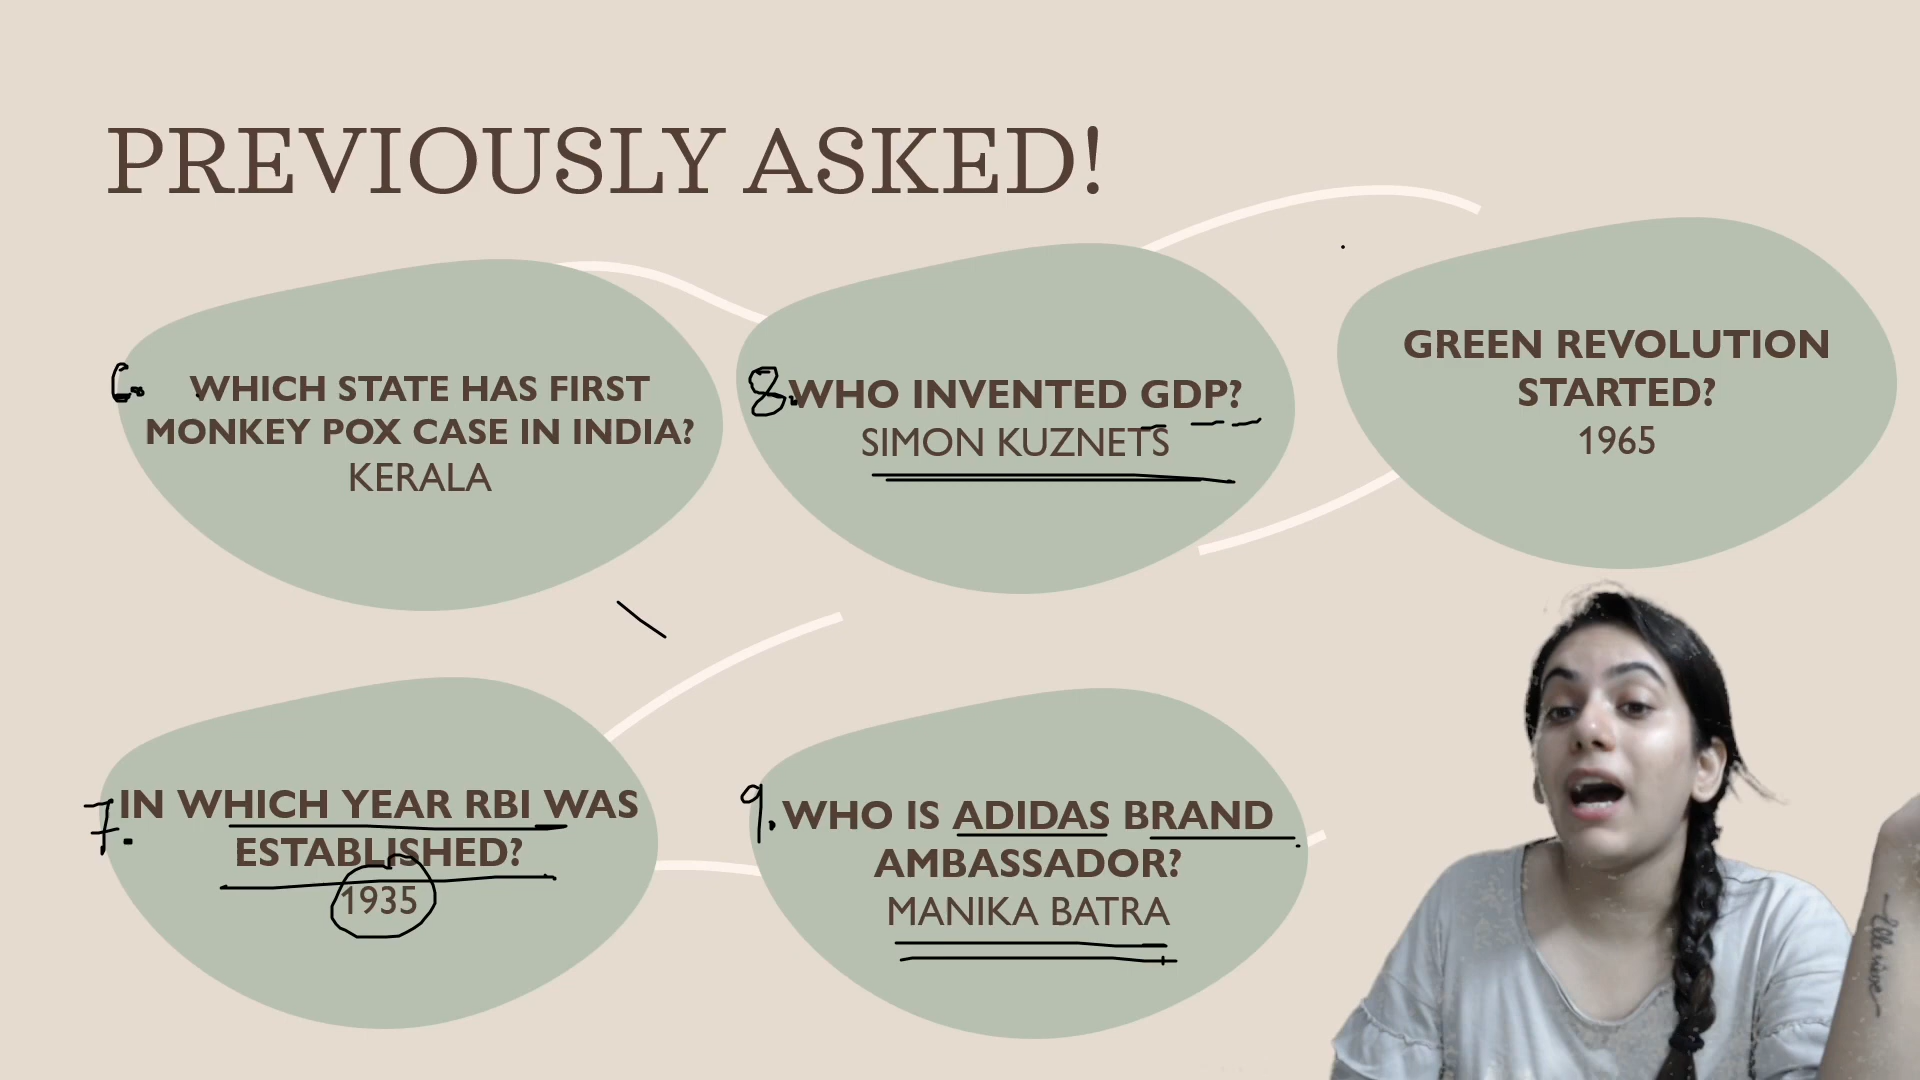 PREVIOUSLY ASKED!
6.
WHICH STATE HAS FIRST
MONKEY POX CASE IN INDIA?
KERALA
8.
WHO INVENTED GDP?
SIMON KUZNETS
GREEN REVOLUTION
STARTED?
1965
7.
IN WHICH YEAR RBI WAS
ESTABLISHED?
1935
9.
WHO IS ADIDAS BRAND
AMBASSADOR?
MANIKA BATRA